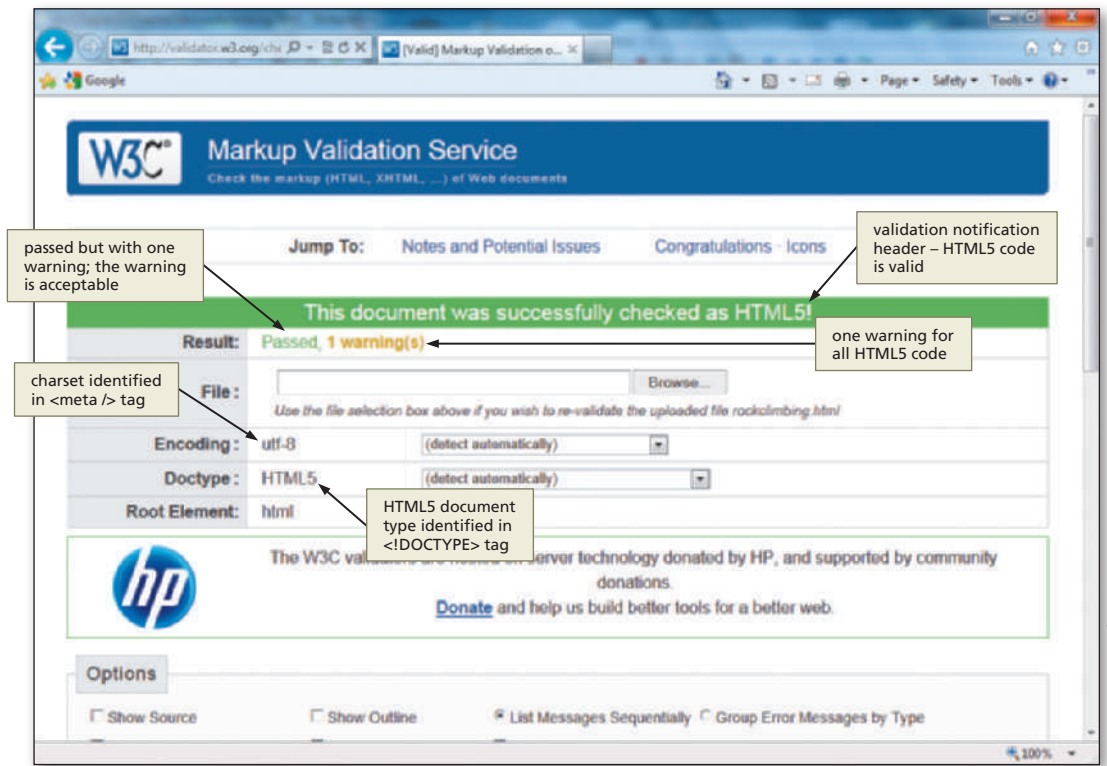 http://validator.w3.org/chi
[Valid] Markup Validation o...
Google
Page
Safety
Tools
W3C®
Markup Validation Service
Check the markup (HTML, XHTML, ...) of Web documents
Jump To:
Notes and Potential Issues
Congratulations · Icons
validation notification
header – HTML5 code
is valid
passed but with one
warning; the warning
is acceptable
This document was successfully checked as HTML5!
Result:
Passed, 1 warning(s)
one warning for
all HTML5 code
charset identified
in <meta /> tag
File :
Browse...
Use the file selection box above if you wish to re-validate the uploaded file rockclimbing.html
Encoding :
utf-8
(detect automatically)
Doctype :
HTML5
(detect automatically)
Root Element:
html
HTML5 document
type identified in
<!DOCTYPE> tag
hp
The W3C server technology donated by HP, and supported by community
donations.
Donate and help us build better tools for a better web.
Options
Show Source
Show Outline
List Messages Sequentially
Group Error Messages by Type
100%